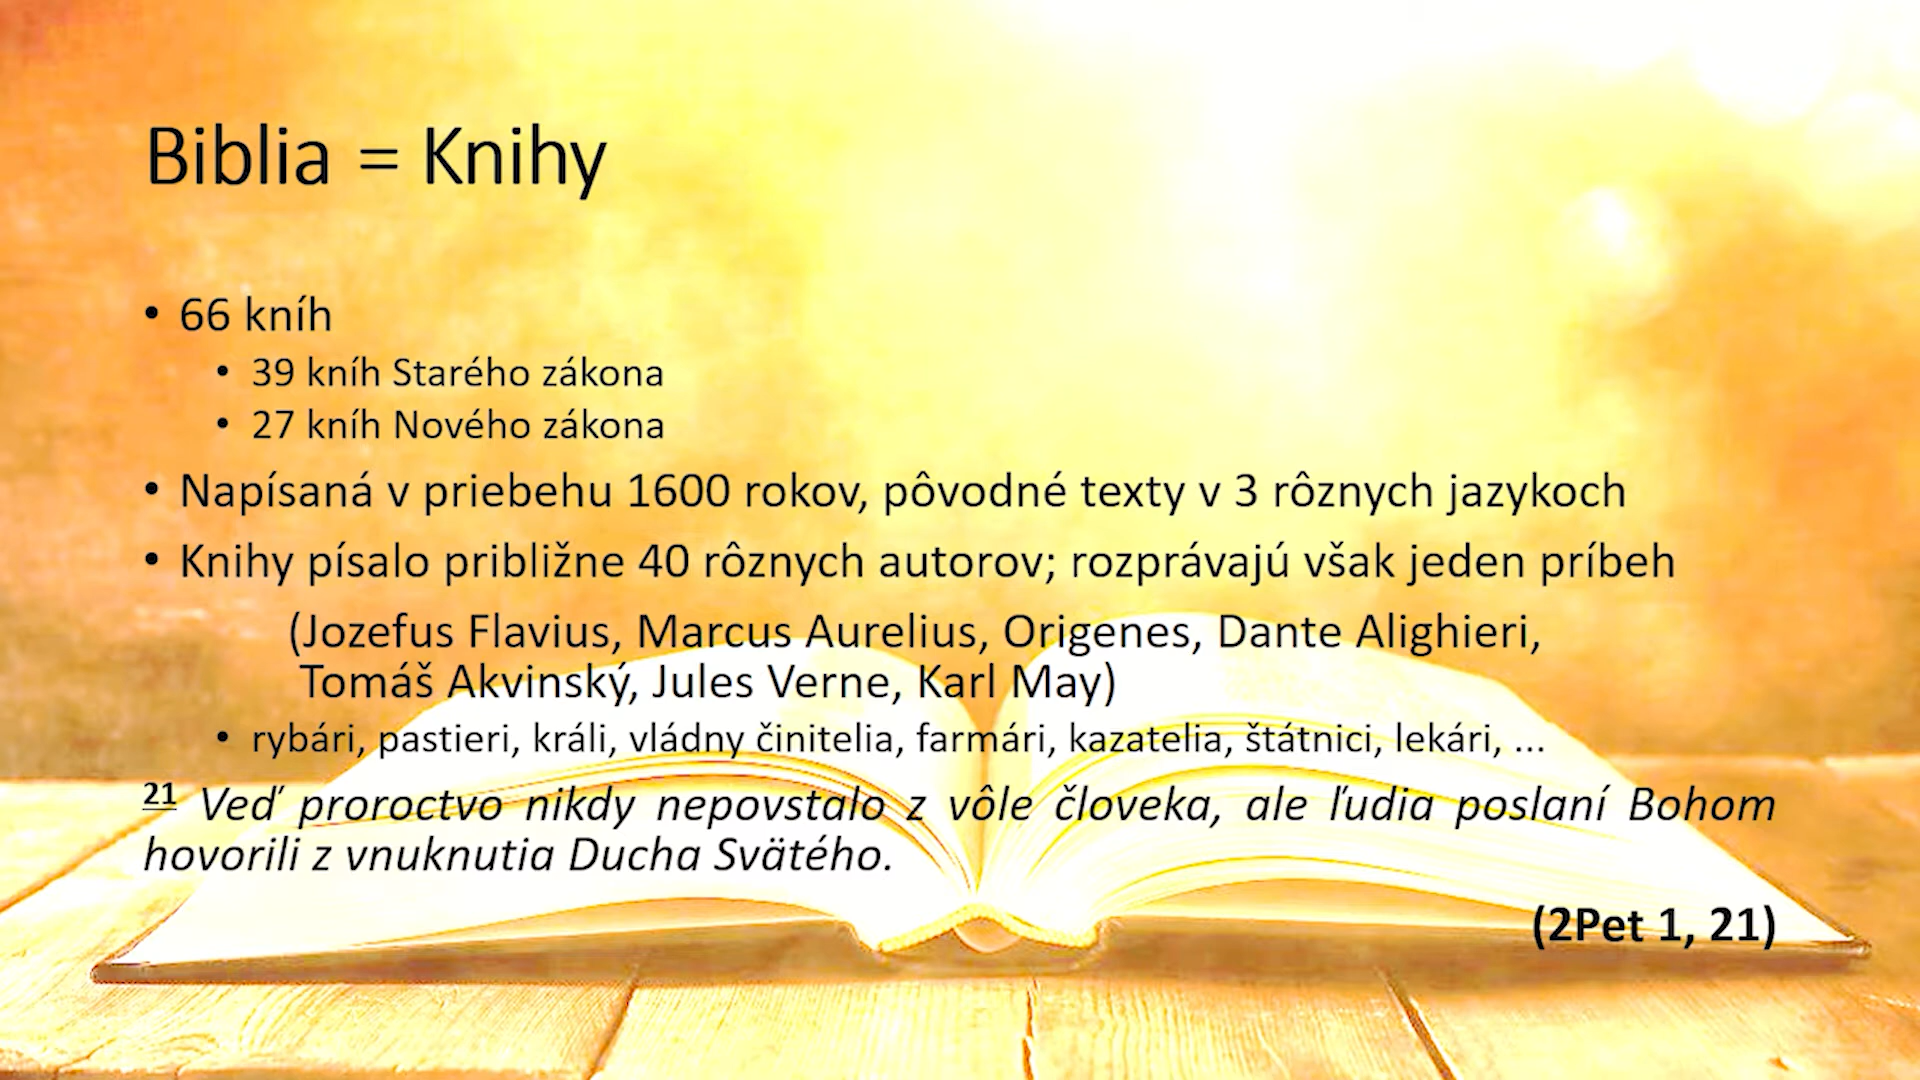 Biblia = Knihy
• 66 kníh
• 39 kníh Starého zákona
• 27 kníh Nového zákona
• Napísaná v priebehu 1600 rokov, pôvodné texty v 3 rôznych jazykoch
• Knihy písalo približne 40 rôznych autorov; rozprávajú však jeden príbeh
(Jozefus Flavius, Marcus Aurelius, Origenes, Dante Alighieri,
Tomáš Akvinský, Jules Verne, Karl May)
• rybári, pastieri, králi, vládny činitelia, farmári, kazatelia, štátnici, lekári, ...
21 Veď proroctvo nikdy nepovstalo z vôle človeka, ale ľudia poslaní Bohom
hovorili z vnuknutia Ducha Svätého.
(2Pet 1, 21)